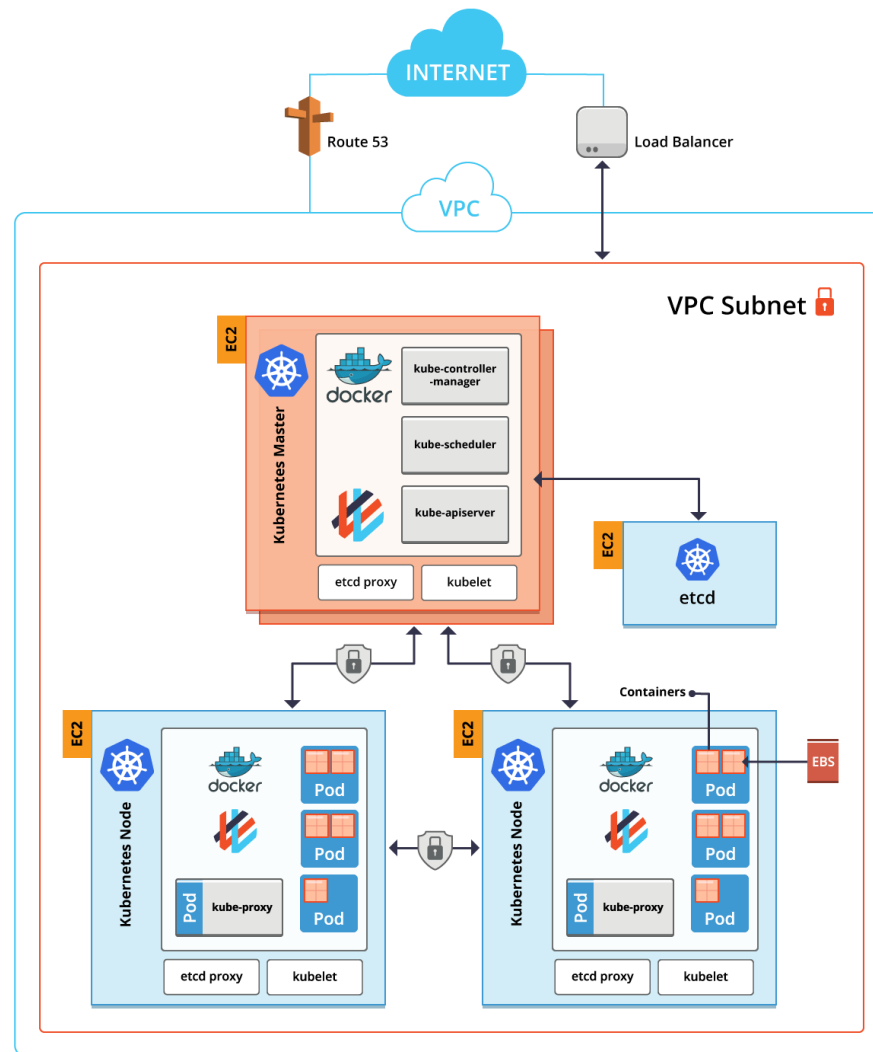 INTERNET
Route 53
Load Balancer
VPC
VPC Subnet
EC2
Kubernetes Master
docker
kube-controller
-manager
kube-scheduler
kube-apiserver
etcd proxy
kubelet
EC2
etcd
Containers
EC2
Kubernetes Node
docker
Pod
Pod
Pod
kube-proxy
Pod
etcd proxy
kubelet
EC2
Kubernetes Node
docker
Pod
EBS
Pod
Pod
kube-proxy
Pod
etcd proxy
kubelet